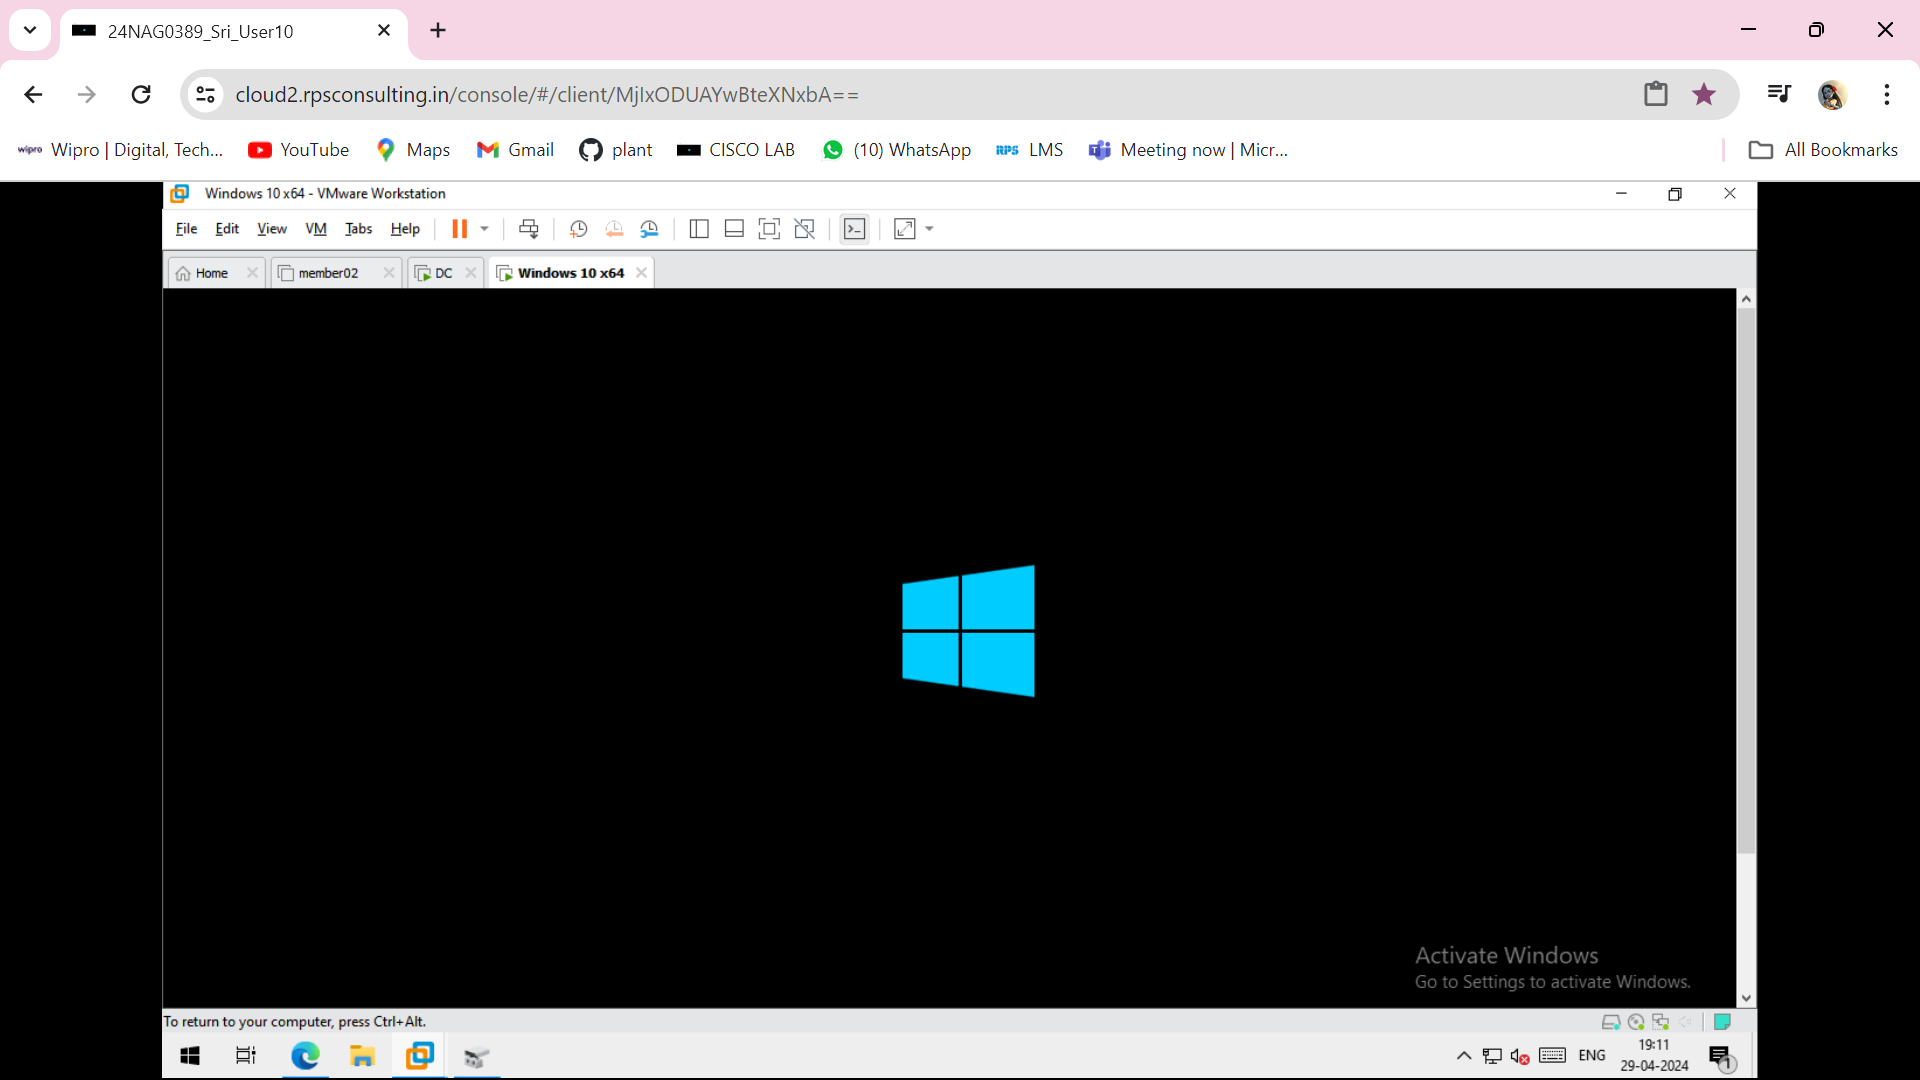 24NAG0389_Sri_User10
cloud2.rpsconsulting.in/console/#/client/MjIxODUAYwBteXNxbA==
wipro Wipro | Digital, Tech... YouTube Maps Gmail plant CISCO LAB (10) WhatsApp RPS LMS Meeting now | Micr... All Bookmarks
Windows 10 x64 - VMware Workstation
File Edit View VM Tabs Help
Home member02 DC Windows 10 x64
Activate Windows
Go to Settings to activate Windows.
To return to your computer, press Ctrl+Alt.
ENG 19:11
29-04-2024 1